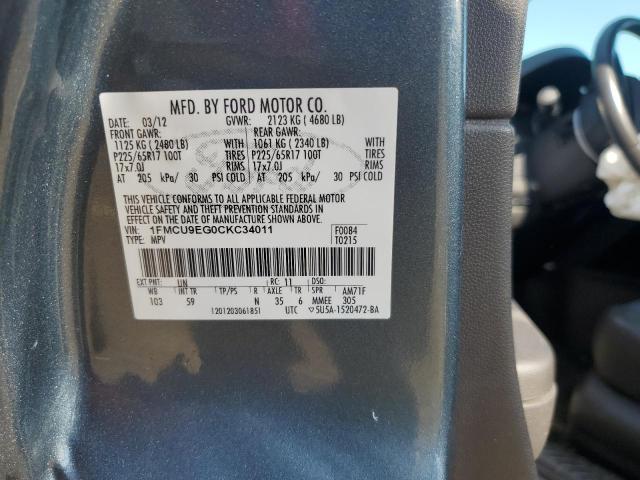 MFD. BY FORD MOTOR CO.
DATE: 03/12 GVWR: 2123 KG ( 4680 LB)
FRONT GAWR: REAR GAWR:
1125 KG ( 2480 LB) WITH 1061 KG ( 2340 LB) WITH
P225/65R17 100T TIRES P225/65R17 100T TIRES
17x7.0J RIMS 17x7.0J RIMS
AT 205 kPa/ 30 PSI COLD AT 205 kPa/ 30 PSI COLD
THIS VEHICLE CONFORMS TO ALL APPLICABLE FEDERAL MOTOR
VEHICLE SAFETY AND THEFT PREVENTION STANDARDS IN
EFFECT ON THE DATE OF MANUFACTURE SHOWN ABOVE.
VIN: 1FMCU9EG0CKC34011 F0084
TYPE: MPV T0215
EXT PNT: UN RC: 11 DSO:
WB INT TR TP/PS R AXLE TR SPR AM71F
103 59 N 35 6 MMEE 305
1201203061851 UTC 5U5A-1520472-BA